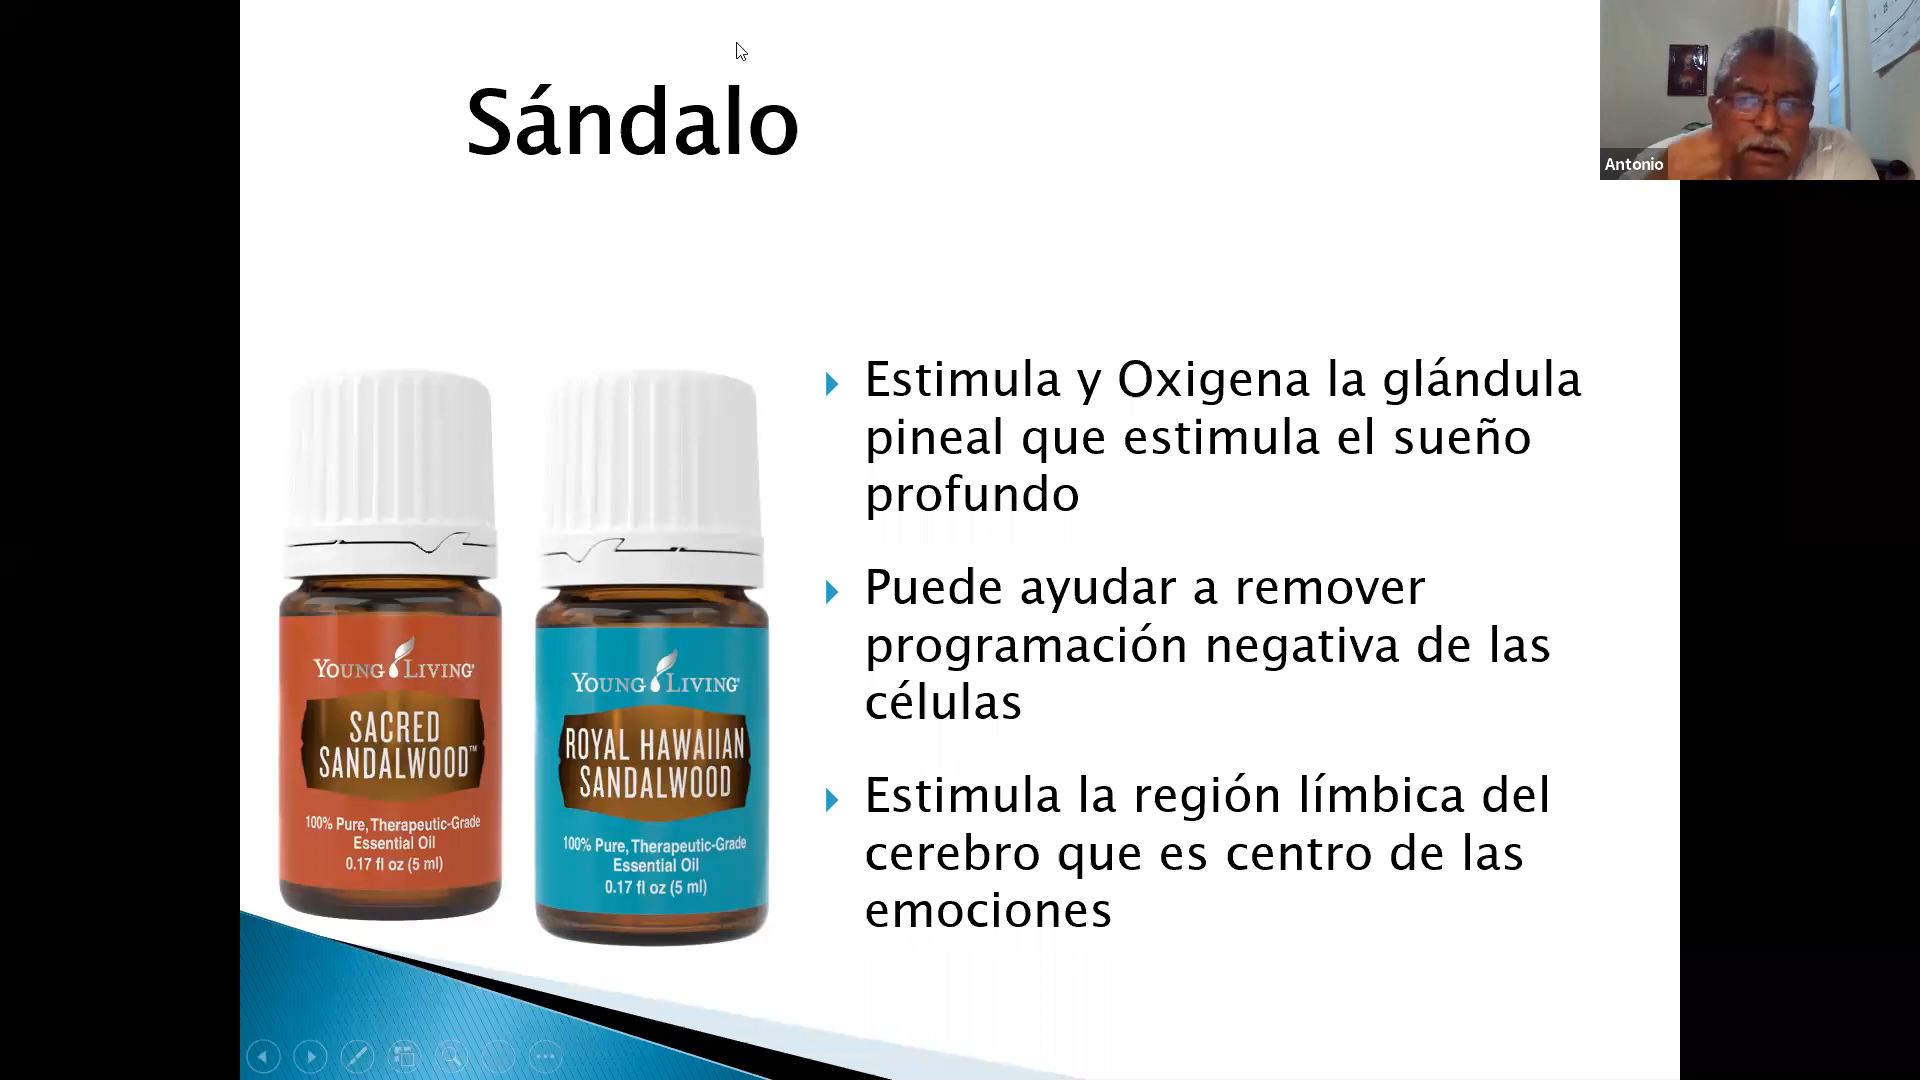 Sándalo
Antonio
Estimula y Oxigena la glándula
pineal que estimula el sueño
profundo
Puede ayudar a remover
programación negativa de las
células
Estimula la región límbica del
cerebro que es centro de las
emociones
YOUNG LIVING
SACRED
SANDALWOOD™
100% Pure, Therapeutic-Grade
Essential Oil
0.17 fl oz (5 ml)
YOUNG LIVING
ROYAL HAWAIIAN
SANDALWOOD
100% Pure, Therapeutic-Grade
Essential Oil
0.17 fl oz (5 ml)